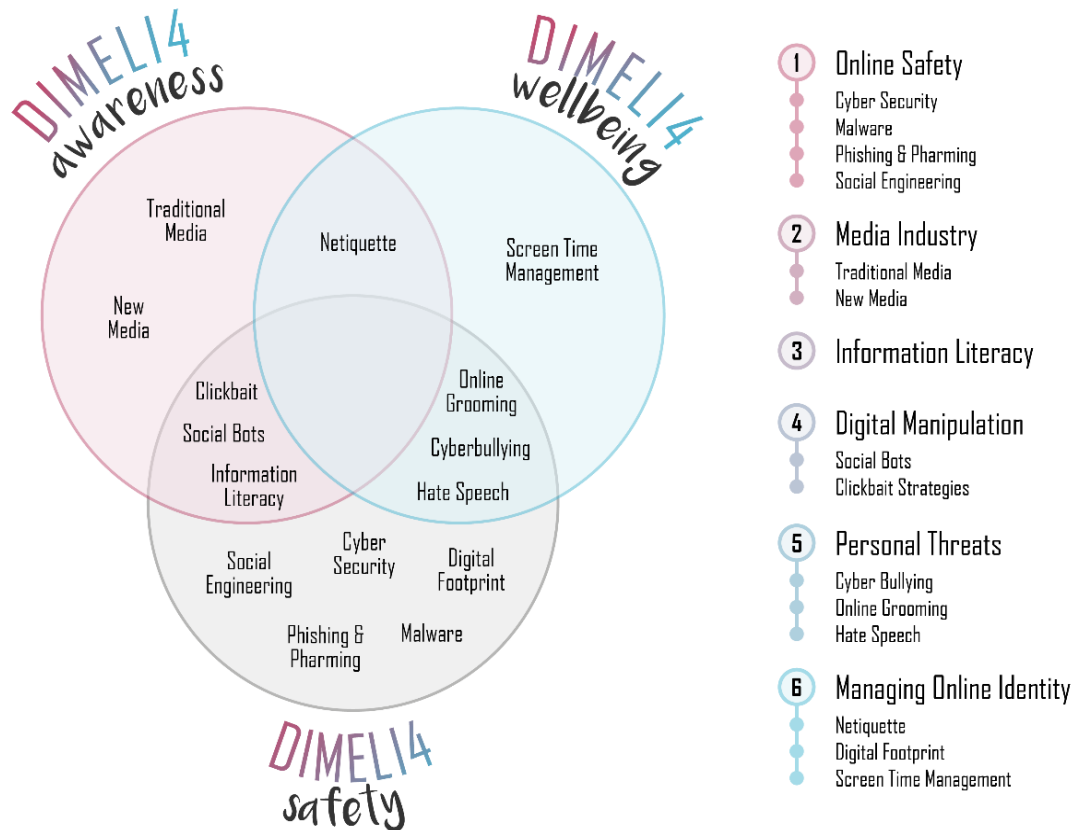 DIMELI4
awareness
DIMELI4
wellbeing
Traditional
Media
Netiquette
Screen Time
Management
New
Media
Clickbait
Social Bots
Information
Literacy
Online
Grooming
Cyberbullying
Hate Speech
Social
Engineering
Cyber
Security
Digital
Footprint
Phishing &
Pharming
Malware
DIMELI4
safety
1 Online Safety
Cyber Security
Malware
Phishing & Pharming
Social Engineering
2 Media Industry
Traditional Media
New Media
3 Information Literacy
4 Digital Manipulation
Social Bots
Clickbait Strategies
5 Personal Threats
Cyber Bullying
Online Grooming
Hate Speech
6 Managing Online Identity
Netiquette
Digital Footprint
Screen Time Management